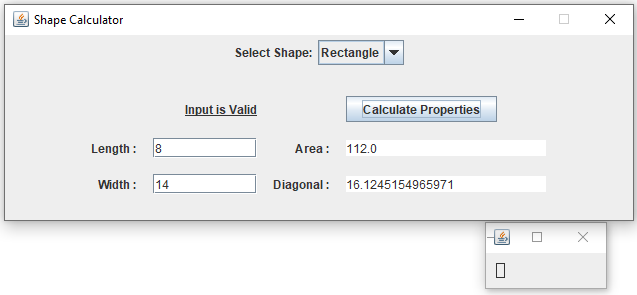 Shape Calculator
Select Shape: Rectangle
Input is Valid Calculate Properties
Length : 8 Area : 112.0
Width : 14 Diagonal : 16.1245154965971